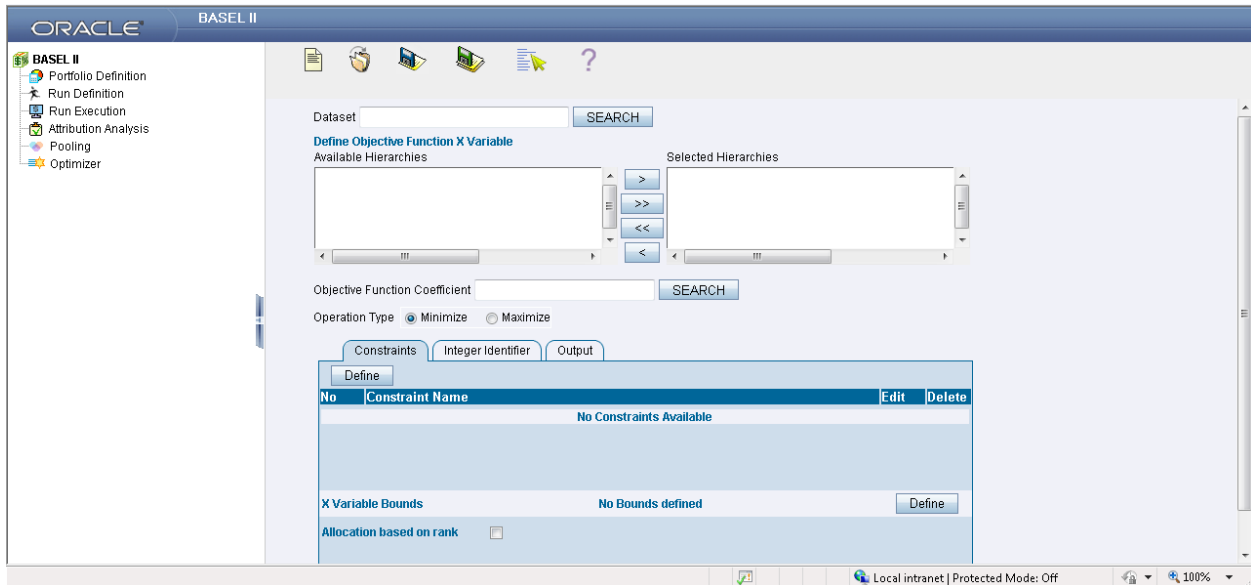 ORACLE
BASEL II
BASEL II
Portfolio Definition
Run Definition
Run Execution
Attribution Analysis
Pooling
Optimizer
?
Dataset SEARCH
Define Objective Function X Variable
Available Hierarchies Selected Hierarchies
>
>>
<<
<
Objective Function Coefficient SEARCH
Operation Type Minimize Maximize
Constraints Integer Identifier Output
Define
No Constraint Name Edit Delete
No Constraints Available
X Variable Bounds No Bounds defined Define
Allocation based on rank
Local intranet | Protected Mode: Off 100%